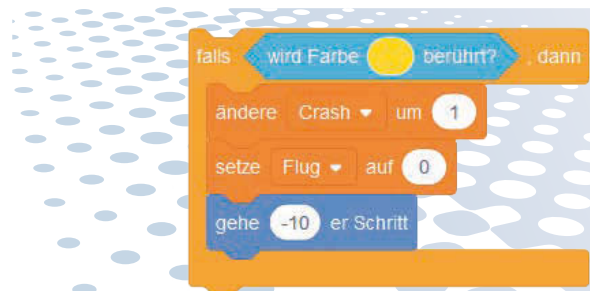 falls wird Farbe berührt? , dann
ändere Crash um 1
setze Flug auf 0
gehe -10 er Schritt